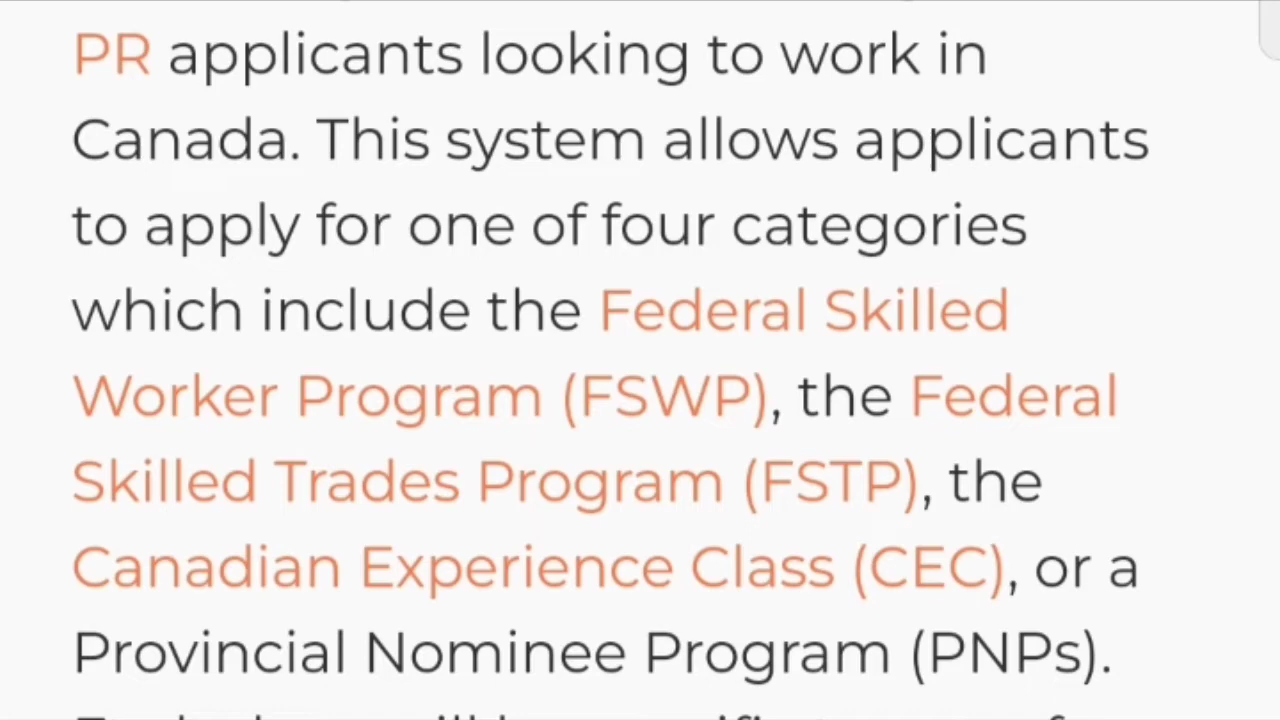 PR applicants looking to work in
Canada. This system allows applicants
to apply for one of four categories
which include the Federal Skilled
Worker Program (FSWP), the Federal
Skilled Trades Program (FSTP), the
Canadian Experience Class (CEC), or a
Provincial Nominee Program (PNPs).